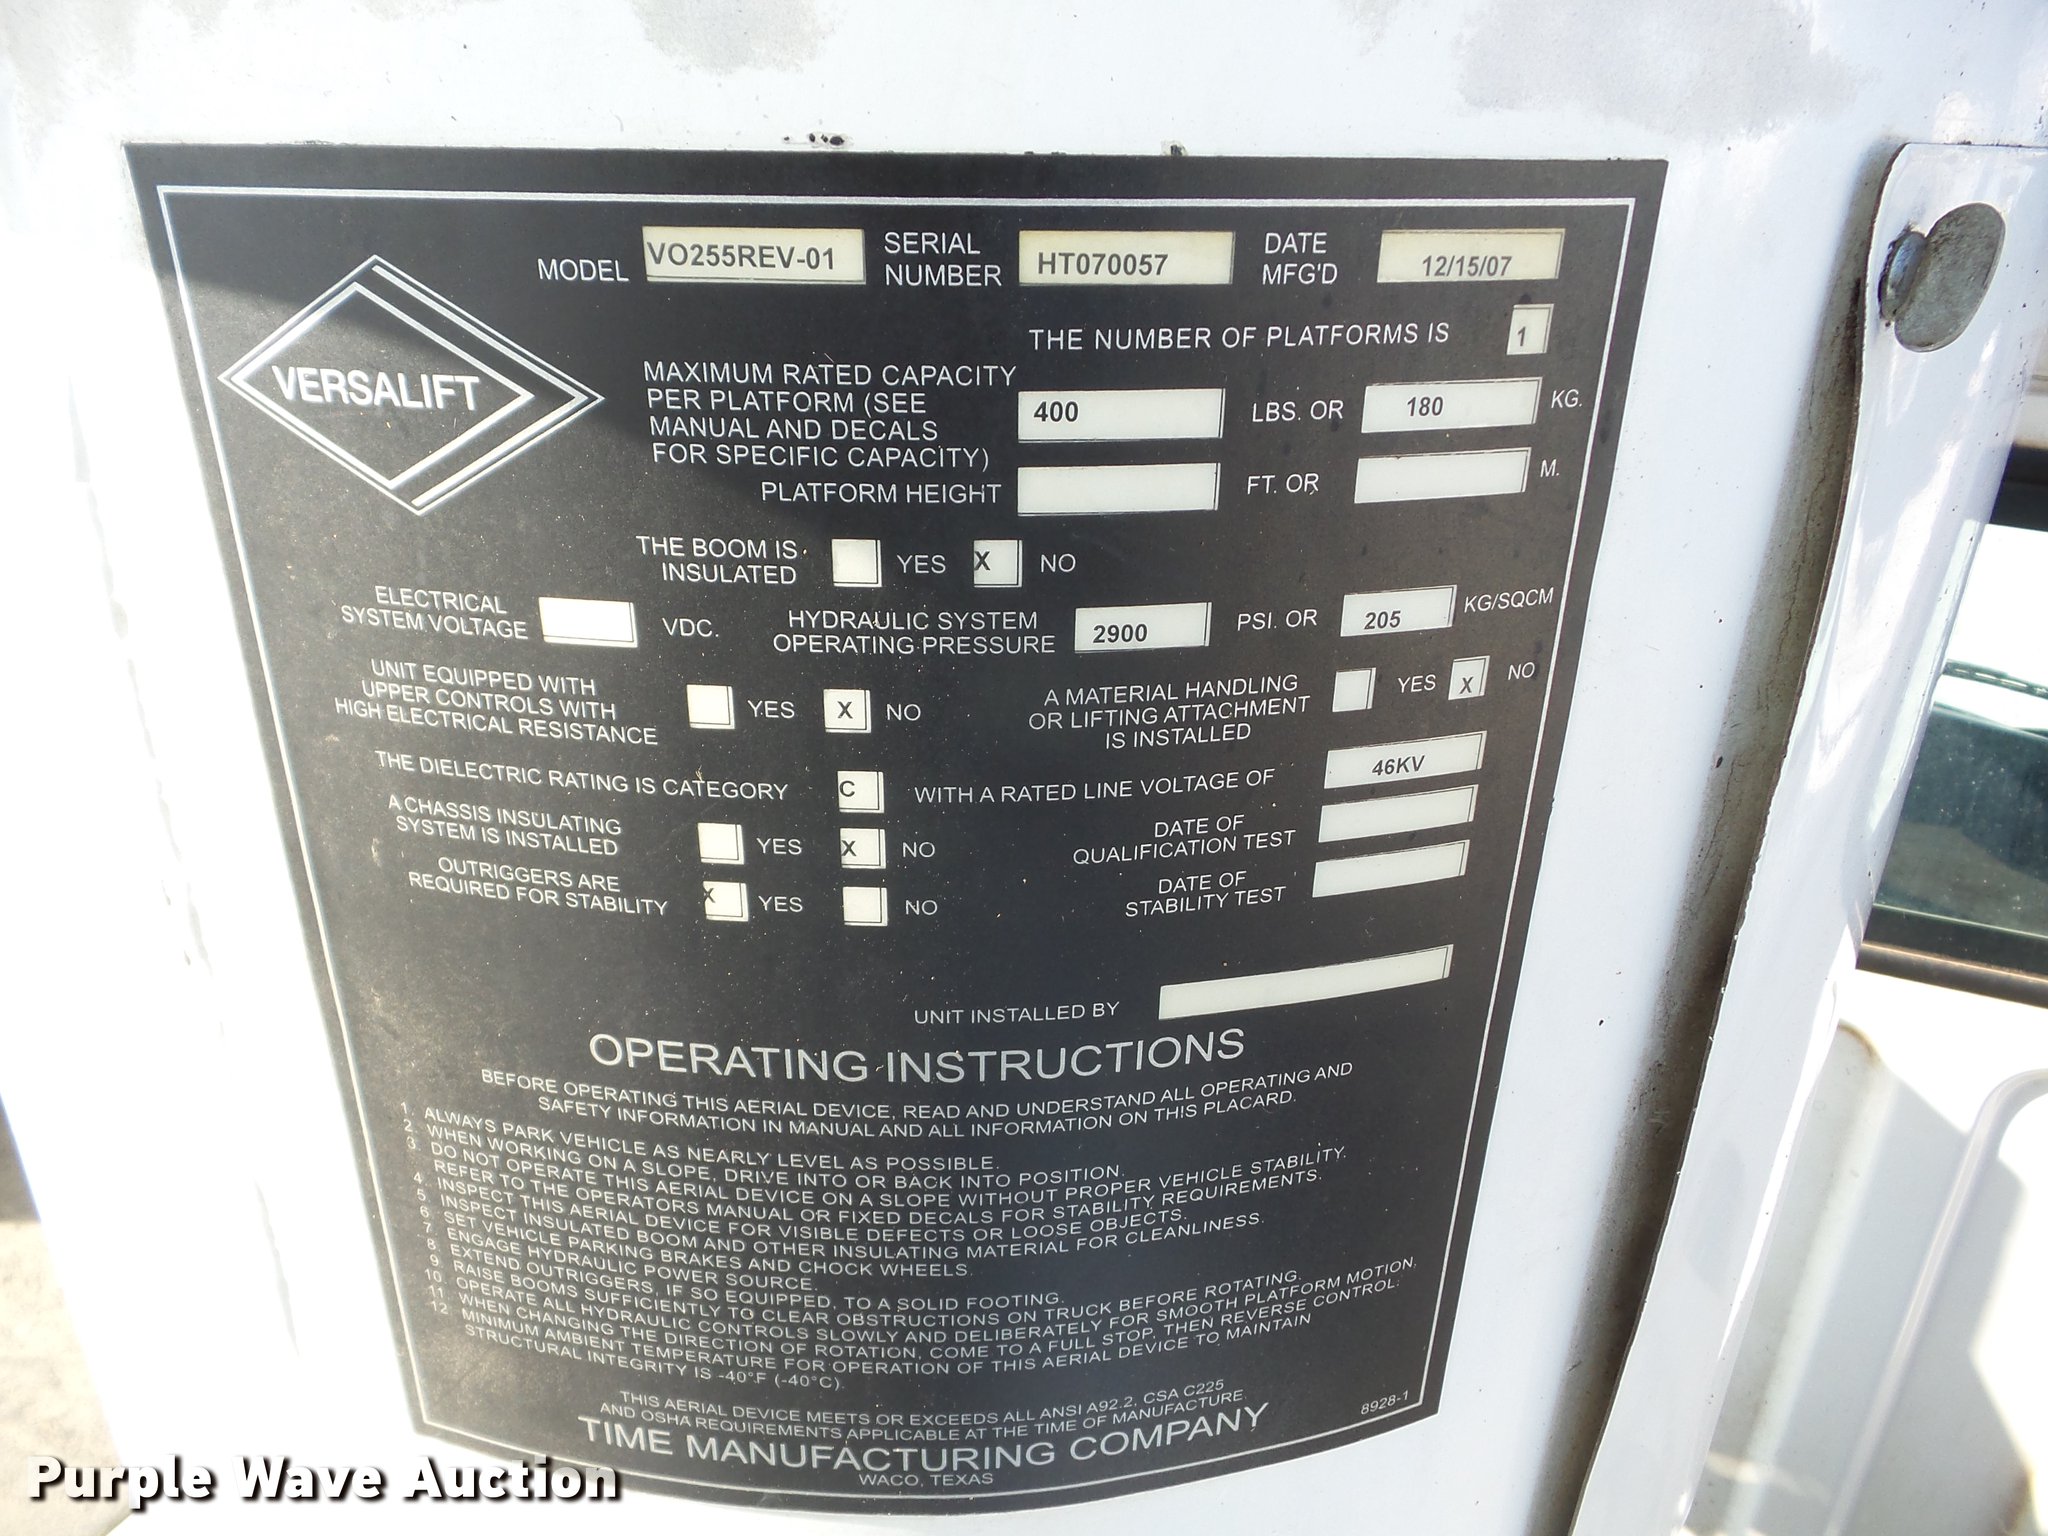 MODEL VO255REV-01 SERIAL NUMBER HT070057 DATE MFG'D 12/15/07
VERSALIFT
THE NUMBER OF PLATFORMS IS 1
MAXIMUM RATED CAPACITY
PER PLATFORM (SEE
MANUAL AND DECALS
FOR SPECIFIC CAPACITY) 400 LBS. OR 180 KG.
PLATFORM HEIGHT FT. OR M.
THE BOOM IS
INSULATED YES X NO
ELECTRICAL
SYSTEM VOLTAGE VDC.
HYDRAULIC SYSTEM
OPERATING PRESSURE 2900 PSI. OR 205 KG/SQCM
UNIT EQUIPPED WITH
UPPER CONTROLS WITH
HIGH ELECTRICAL RESISTANCE YES X NO
A MATERIAL HANDLING
OR LIFTING ATTACHMENT
IS INSTALLED YES X NO
THE DIELECTRIC RATING IS CATEGORY C WITH A RATED LINE VOLTAGE OF 46KV
A CHASSIS INSULATING
SYSTEM IS INSTALLED YES X NO
DATE OF
QUALIFICATION TEST
OUTRIGGERS ARE
REQUIRED FOR STABILITY X YES NO
DATE OF
STABILITY TEST
UNIT INSTALLED BY
OPERATING INSTRUCTIONS
BEFORE OPERATING THIS AERIAL DEVICE, READ AND UNDERSTAND ALL OPERATING AND
SAFETY INFORMATION IN MANUAL AND ALL INFORMATION ON THIS PLACARD.
1. ALWAYS PARK VEHICLE AS NEARLY LEVEL AS POSSIBLE.
2. WHEN WORKING ON A SLOPE, DRIVE INTO OR BACK INTO POSITION.
3. DO NOT OPERATE THIS AERIAL DEVICE ON A SLOPE WITHOUT PROPER VEHICLE STABILITY.
REFER TO THE OPERATORS MANUAL OR FIXED DECALS FOR STABILITY REQUIREMENTS.
4. INSPECT THIS AERIAL DEVICE FOR VISIBLE DEFECTS OR LOOSE OBJECTS.
5. INSPECT INSULATED BOOM AND OTHER INSULATING MATERIAL FOR CLEANLINESS.
6. SET VEHICLE PARKING BRAKES AND CHOCK WHEELS.
7. ENGAGE HYDRAULIC POWER SOURCE.
8. EXTEND OUTRIGGERS, IF SO EQUIPPED, TO A SOLID FOOTING.
9. RAISE BOOMS SUFFICIENTLY TO CLEAR OBSTRUCTIONS ON TRUCK BEFORE ROTATING.
10. OPERATE ALL HYDRAULIC CONTROLS SLOWLY AND DELIBERATELY FOR SMOOTH PLATFORM MOTION,
11. WHEN CHANGING THE DIRECTION OF ROTATION, COME TO A FULL STOP, THEN REVERSE CONTROL.
12. MINIMUM AMBIENT TEMPERATURE FOR OPERATION OF THIS AERIAL DEVICE TO MAINTAIN
STRUCTURAL INTEGRITY IS -40°F (-40°C).
THIS AERIAL DEVICE MEETS OR EXCEEDS ALL ANSI A92.2, CSA C225
AND OSHA REQUIREMENTS APPLICABLE AT THE TIME OF MANUFACTURE.
8928-1
TIME MANUFACTURING COMPANY
WACO, TEXAS
Purple Wave Auction